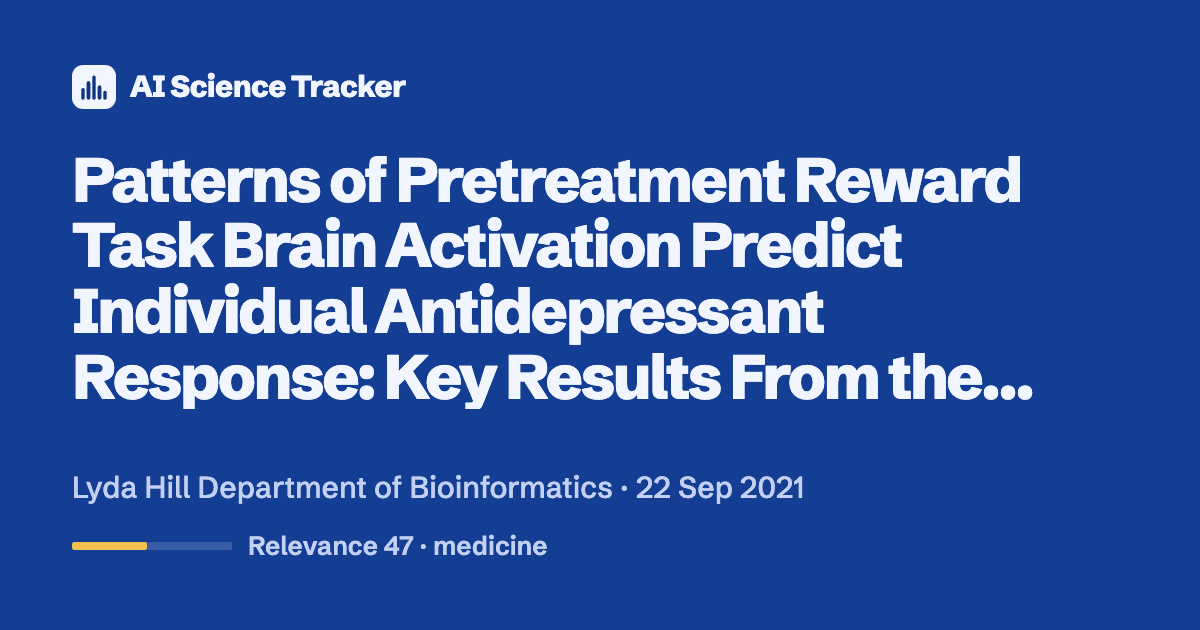 AI Science Tracker
Patterns of Pretreatment Reward
Task Brain Activation Predict
Individual Antidepressant
Response: Key Results From the...
Lyda Hill Department of Bioinformatics · 22 Sep 2021
Relevance 47 · medicine